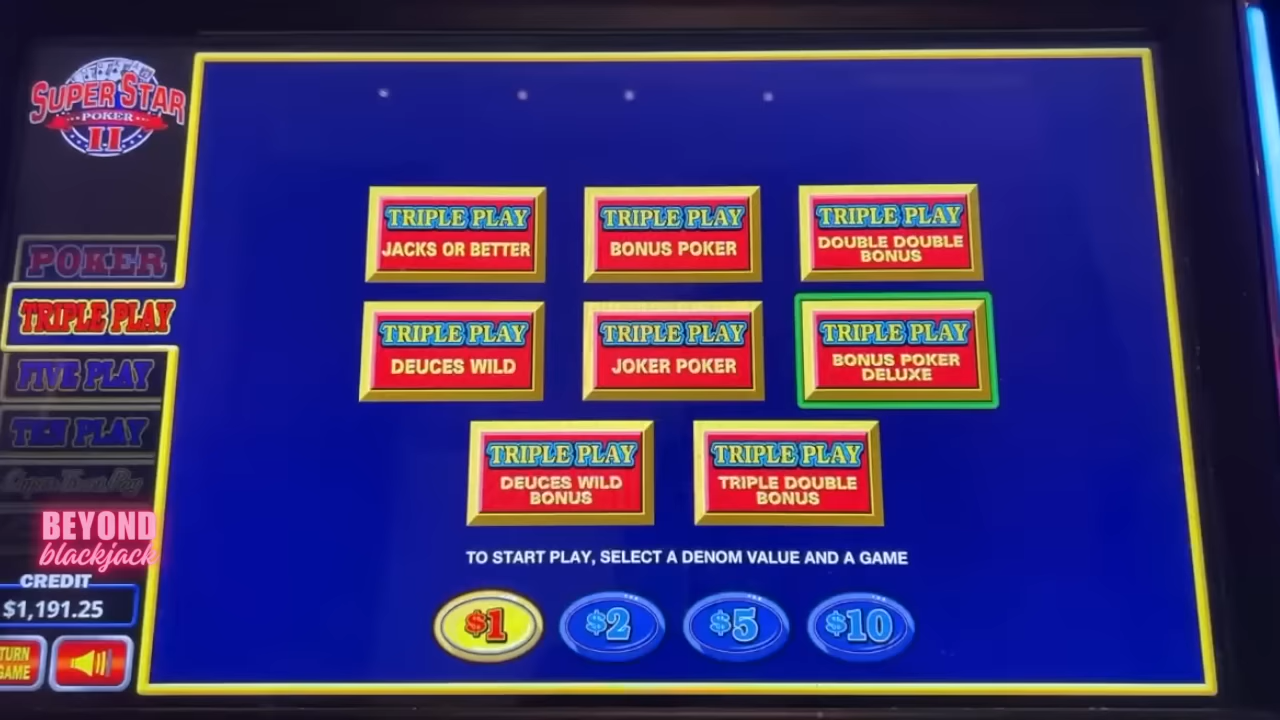 SUPER STAR
POKER
II
POKER
TRIPLE PLAY
FIVE PLAY
TEN PLAY
BEYOND
blackjack
CREDIT
$1,191.25
TURN
GAME
TRIPLE PLAY
JACKS OR BETTER
TRIPLE PLAY
BONUS POKER
TRIPLE PLAY
DOUBLE DOUBLE
BONUS
TRIPLE PLAY
DEUCES WILD
TRIPLE PLAY
JOKER POKER
TRIPLE PLAY
BONUS POKER
DELUXE
TRIPLE PLAY
DEUCES WILD
BONUS
TRIPLE PLAY
TRIPLE DOUBLE
BONUS
TO START PLAY, SELECT A DENOM VALUE AND A GAME
$1
$2
$5
$10